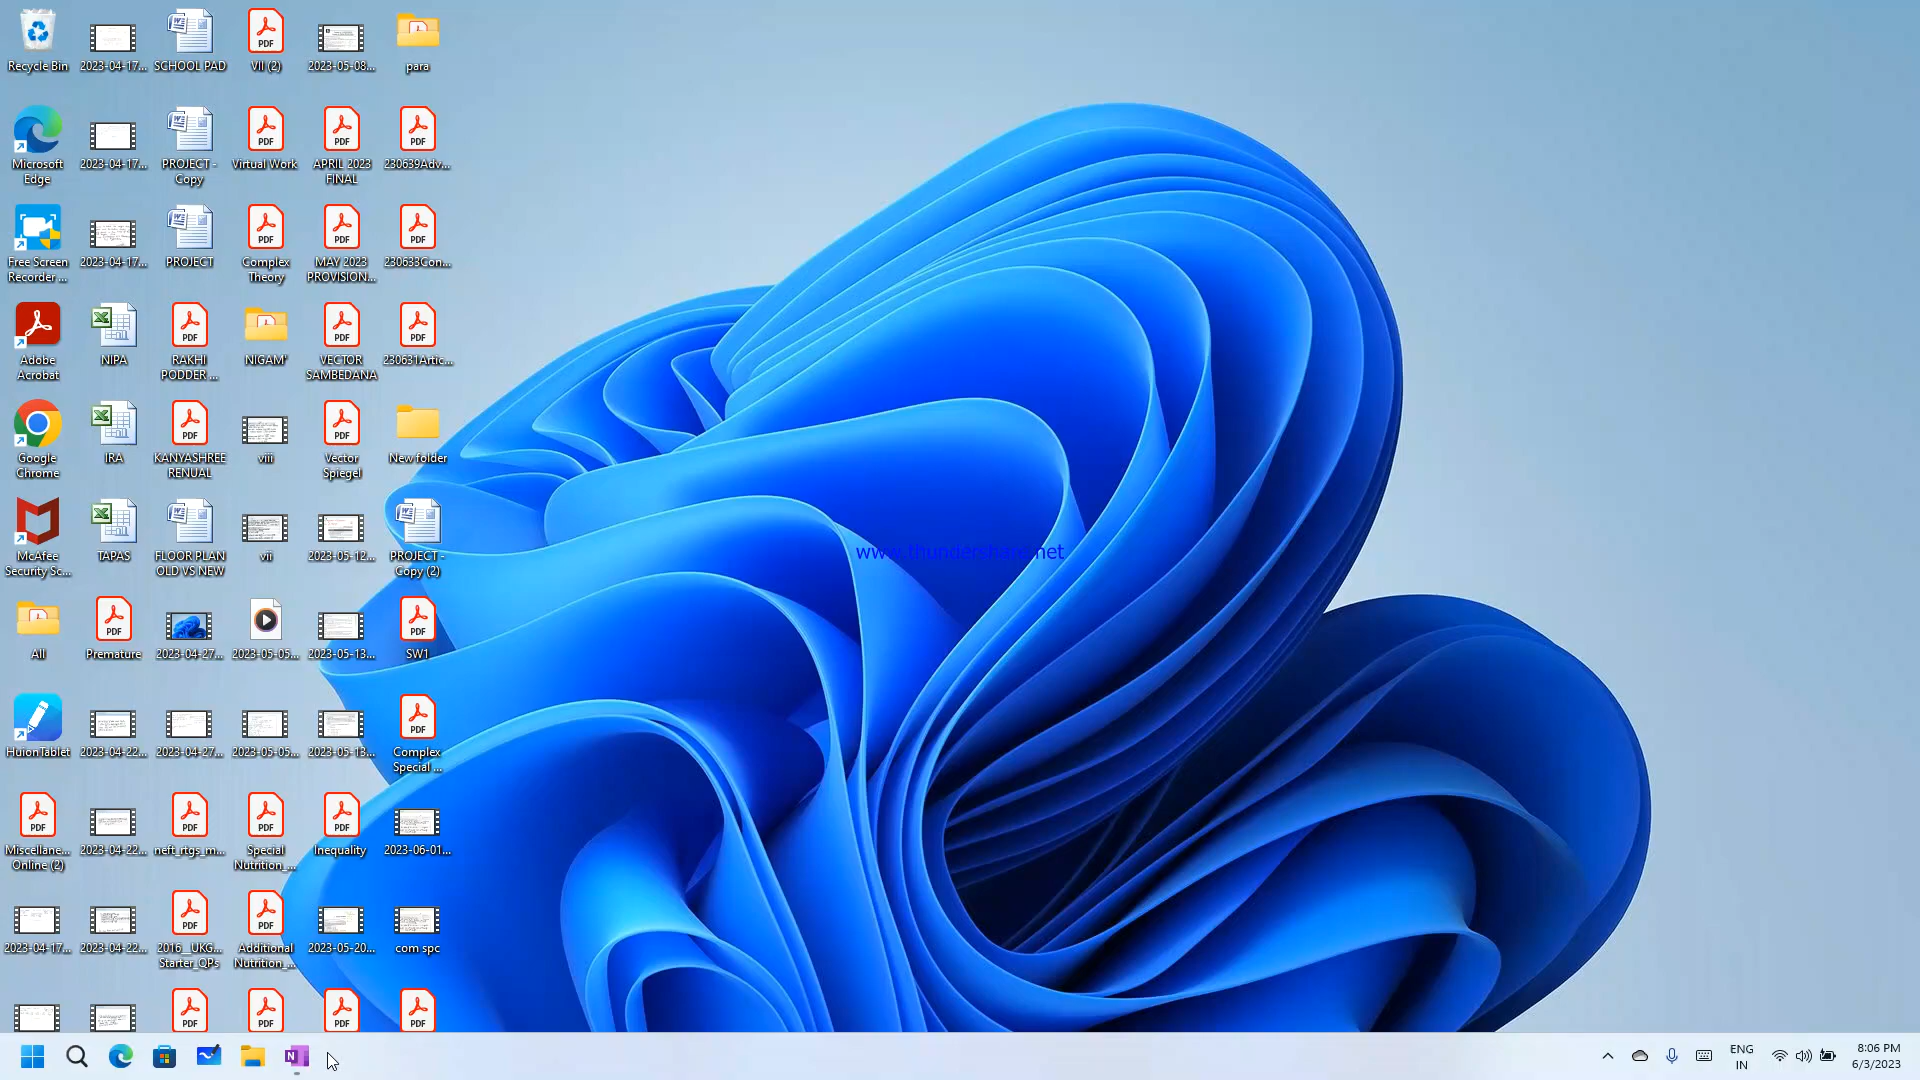 Recycle Bin
2023-04-17...
SCHOOL PAD
VII (2)
2023-05-08...
para
Microsoft
Edge
2023-04-17...
PROJECT -
Copy
Virtual Work
APRIL 2023
FINAL
230639Adv...
Free Screen
Recorder ...
2023-04-17...
PROJECT
Complex
Theory
MAY 2023
PROVISION...
230633Con...
Adobe
Acrobat
NIPA
RAKHI
PODDER ...
NIGAM'
VECTOR
SAMBEDANA
230631Artic...
Google
Chrome
IRA
KANYASHREE
RENUAL
viii
Vector
Spiegel
New folder
McAfee
Security Sc...
TAPAS
FLOOR PLAN
OLD VS NEW
vii
2023-05-12...
PROJECT -
Copy (2)
www.thundershare.net
All
Premature
2023-04-27...
2023-05-05...
2023-05-13...
SW1
HuionTablet
2023-04-22...
2023-04-27...
2023-05-05...
2023-05-13...
Complex
Special ...
Miscellane...
Online (2)
2023-04-22...
neft_rtgs_m...
Special
Nutrition_...
Inequality
2023-06-01...
2023-04-17...
2023-04-22...
2016__UKG...
Starter_QPs
Additional
Nutrition_...
2023-05-20...
com spc
ENG
IN
8:06 PM
6/3/2023